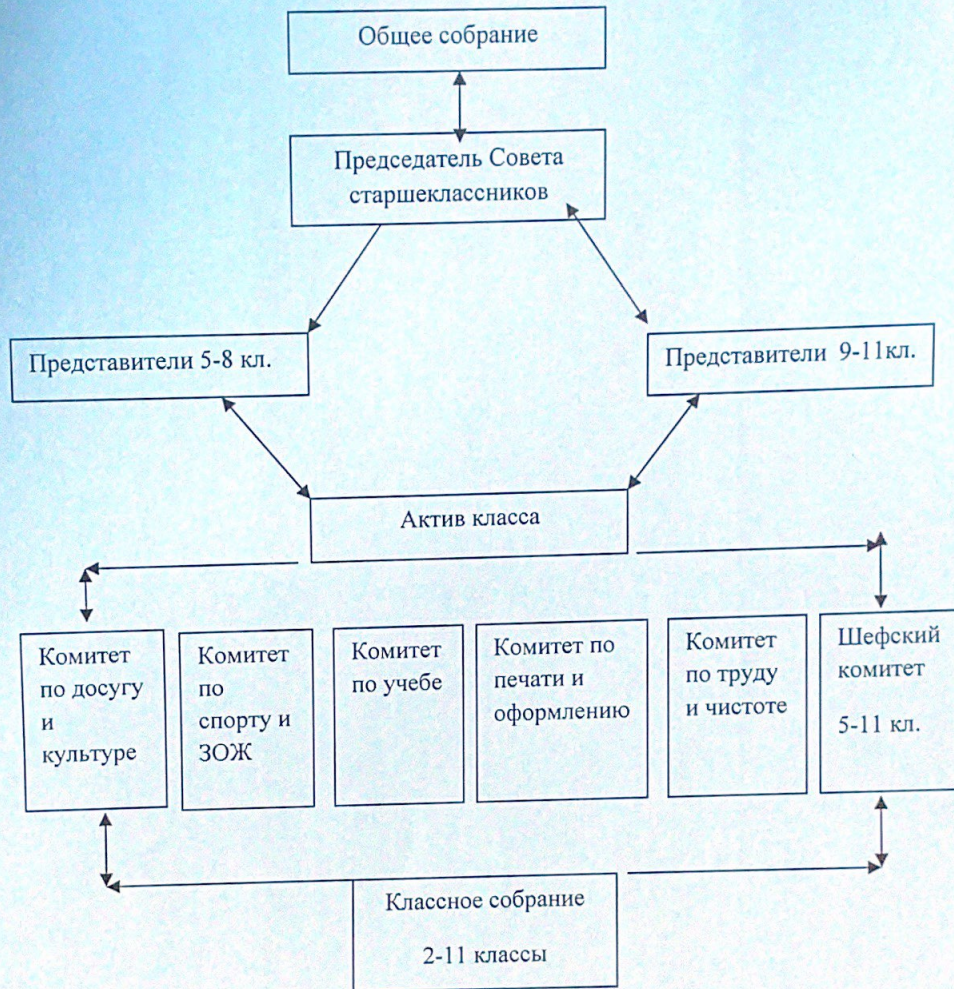 Общее собрание
Председатель Совета
старшеклассников
Представители 5-8 кл.
Представители 9-11кл.
Актив класса
Комитет
по досугу
и
культуре
Комитет
по
спорту и
ЗОЖ
Комитет
по учебе
Комитет по
печати и
оформлению
Комитет
по труду
и чистоте
Шефский
комитет
5-11 кл.
Классное собрание
2-11 классы